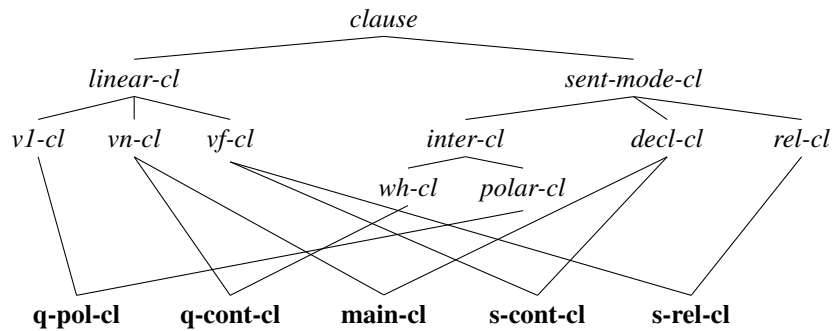 clause
linear-cl sent-mode-cl
v1-cl vn-cl vf-cl inter-cl decl-cl rel-cl
wh-cl polar-cl
q-pol-cl q-cont-cl main-cl s-cont-cl s-rel-cl